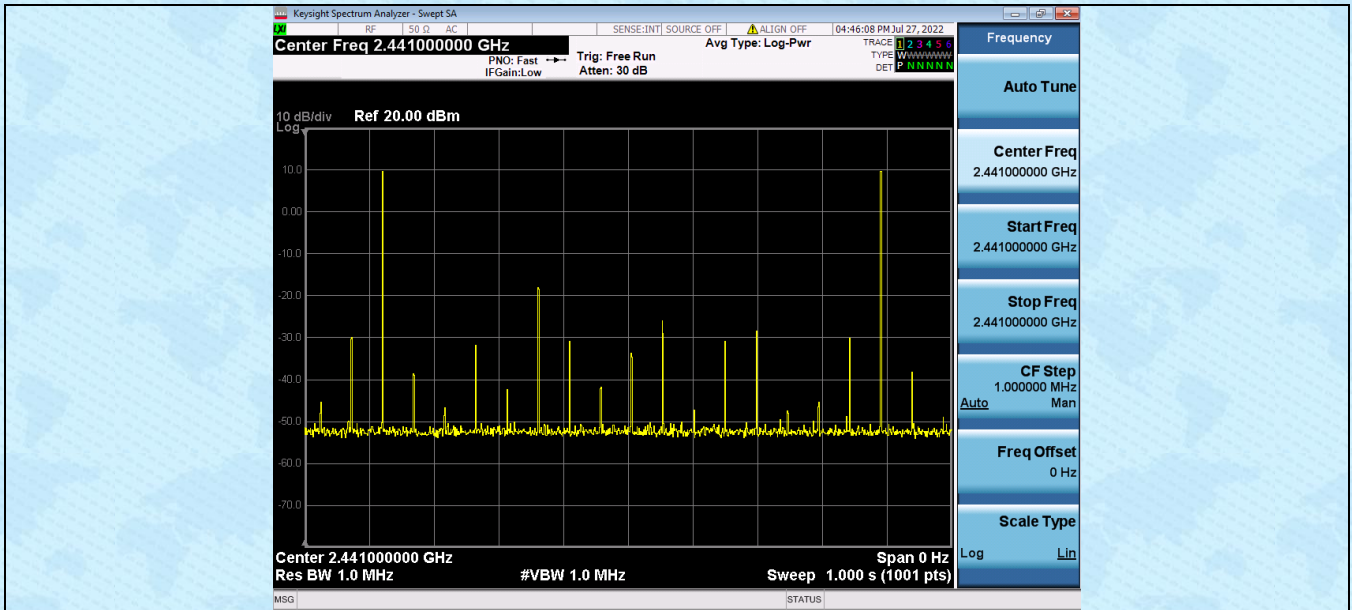 Keysight Spectrum Analyzer - Swept SA
LXI RF 50 Ω AC SENSE:INT SOURCE OFF ALIGN OFF 04:46:08 PM Jul 27, 2022
Center Freq 2.441000000 GHz
Avg Type: Log-Pwr
TRACE 1 2 3 4 5 6
TYPE WWWWWW
DET P N N N N N
PNO: Fast
IFGain:Low
Trig: Free Run
Atten: 30 dB
10 dB/div Ref 20.00 dBm
Log
10.0
0.00
-10.0
-20.0
-30.0
-40.0
-50.0
-60.0
-70.0
Center 2.441000000 GHz Span 0 Hz
Res BW 1.0 MHz #VBW 1.0 MHz Sweep 1.000 s (1001 pts)
MSG STATUS
Frequency
Auto Tune
Center Freq
2.441000000 GHz
Start Freq
2.441000000 GHz
Stop Freq
2.441000000 GHz
CF Step
1.000000 MHz
Auto Man
Freq Offset
0 Hz
Scale Type
Log Lin